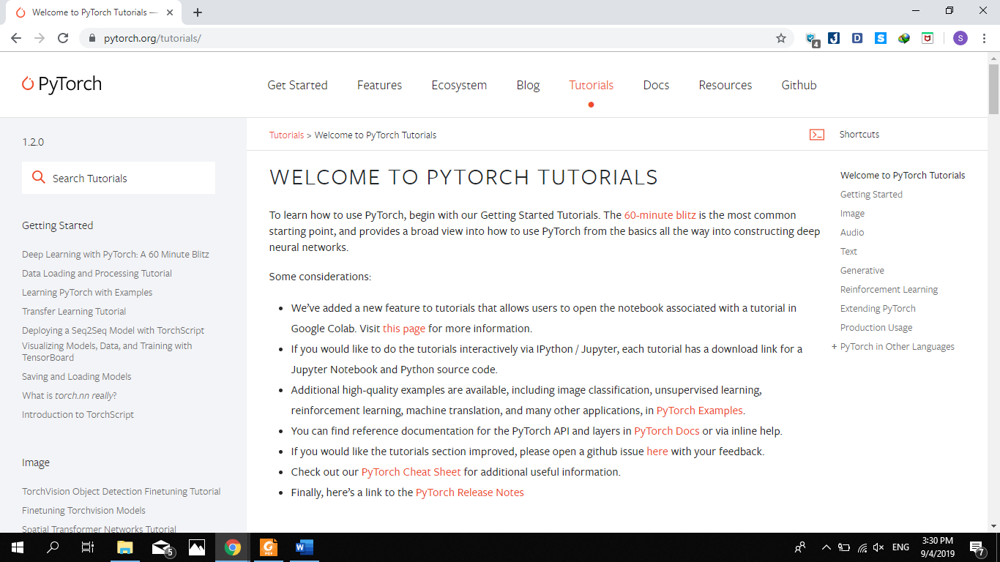 Welcome to PyTorch Tutorials —
pytorch.org/tutorials/
4
J
D
S
S
PyTorch
Get Started
Features
Ecosystem
Blog
Tutorials
Docs
Resources
Github
1.2.0
Search Tutorials
Getting Started
Deep Learning with PyTorch: A 60 Minute Blitz
Data Loading and Processing Tutorial
Learning PyTorch with Examples
Transfer Learning Tutorial
Deploying a Seq2Seq Model with TorchScript
Visualizing Models, Data, and Training with
TensorBoard
Saving and Loading Models
What is torch.nn really?
Introduction to TorchScript
Image
TorchVision Object Detection Finetuning Tutorial
Finetuning Torchvision Models
Spatial Transformer Networks Tutorial
Tutorials > Welcome to PyTorch Tutorials
Shortcuts
WELCOME TO PYTORCH TUTORIALS
To learn how to use PyTorch, begin with our Getting Started Tutorials. The 60-minute blitz is the most common
starting point, and provides a broad view into how to use PyTorch from the basics all the way into constructing deep
neural networks.
Some considerations:
• We’ve added a new feature to tutorials that allows users to open the notebook associated with a tutorial in
Google Colab. Visit this page for more information.
• If you would like to do the tutorials interactively via IPython / Jupyter, each tutorial has a download link for a
Jupyter Notebook and Python source code.
• Additional high-quality examples are available, including image classification, unsupervised learning,
reinforcement learning, machine translation, and many other applications, in PyTorch Examples.
• You can find reference documentation for the PyTorch API and layers in PyTorch Docs or via inline help.
• If you would like the tutorials section improved, please open a github issue here with your feedback.
• Check out our PyTorch Cheat Sheet for additional useful information.
• Finally, here’s a link to the PyTorch Release Notes
Welcome to PyTorch Tutorials
Getting Started
Image
Audio
Text
Generative
Reinforcement Learning
Extending PyTorch
Production Usage
+ PyTorch in Other Languages
5
PDF
W
ENG
3:30 PM
9/4/2019
7